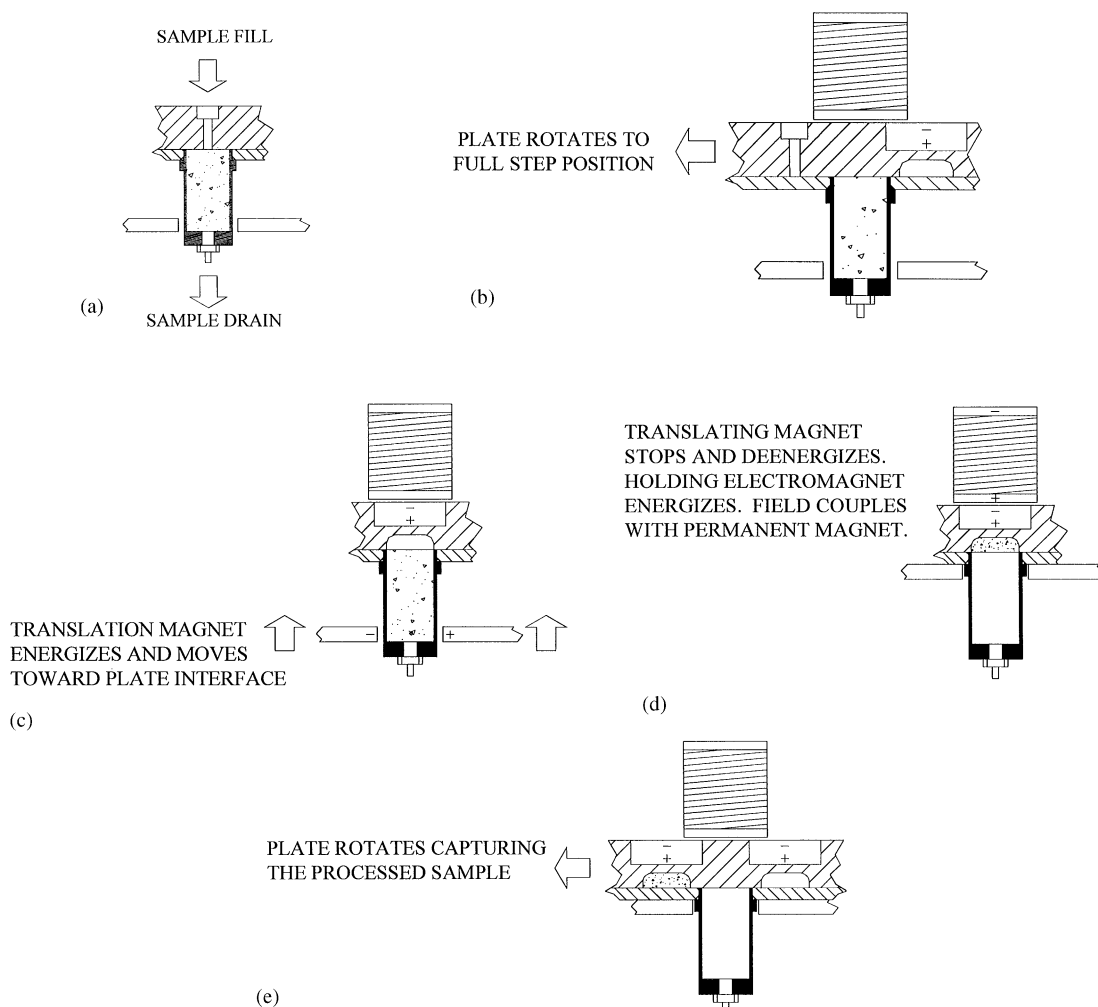 SAMPLE FILL
(a)
SAMPLE DRAIN
PLATE ROTATES TO
FULL STEP POSITION
−
+
(b)
−
+
TRANSLATION MAGNET
ENERGIZES AND MOVES
TOWARD PLATE INTERFACE
− +
(c)
TRANSLATING MAGNET
STOPS AND DEENERGIZES.
HOLDING ELECTROMAGNET
ENERGIZES. FIELD COUPLES
WITH PERMANENT MAGNET.
−
+
−
+
(d)
PLATE ROTATES CAPTURING
THE PROCESSED SAMPLE
− −
+ +
(e)